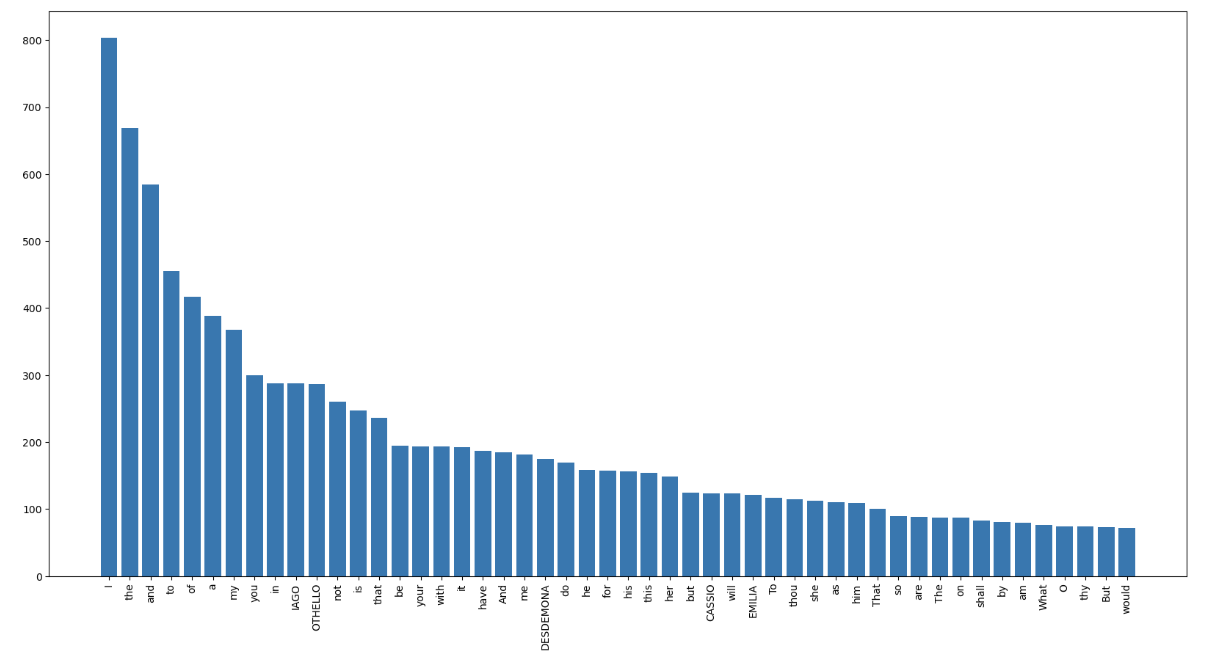 800
700
600
500
400
300
200
100
0
I
the
and
to
of
a
my
you
in
IAGO
OTHELLO
not
is
that
be
your
with
it
have
And
me
DESDEMONA
do
he
for
his
this
her
but
CASSIO
will
EMILIA
To
thou
she
as
him
That
so
are
The
on
shall
by
am
What
O
thy
But
would